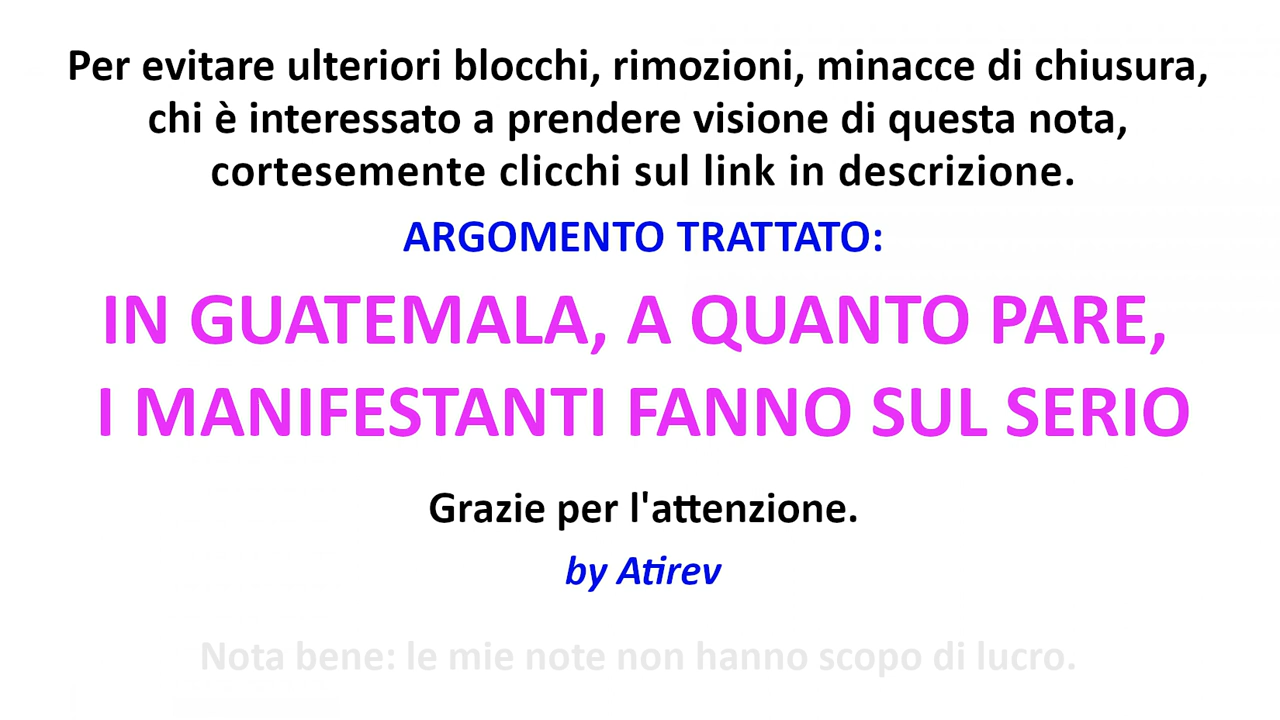 Per evitare ulteriori blocchi, rimozioni, minacce di chiusura,
chi è interessato a prendere visione di questa nota,
cortesemente clicchi sul link in descrizione.
ARGOMENTO TRATTATO:
IN GUATEMALA, A QUANTO PARE,
I MANIFESTANTI FANNO SUL SERIO
Grazie per l'attenzione.
by Atirev
Nota bene: le mie note non hanno scopo di lucro.